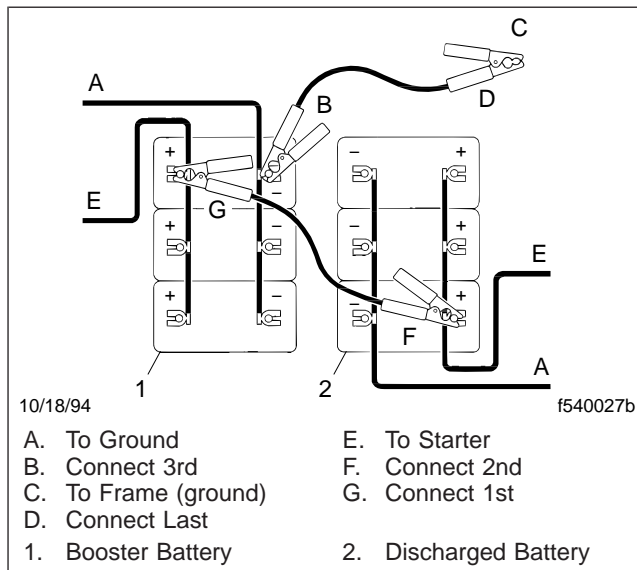 C
A
B
D
+ − +
−
E G
+ − −
E
+ − − +
F
A
1 2
10/18/94 f540027b
A. To Ground E. To Starter
B. Connect 3rd F. Connect 2nd
C. To Frame (ground) G. Connect 1st
D. Connect Last
1. Booster Battery 2. Discharged Battery